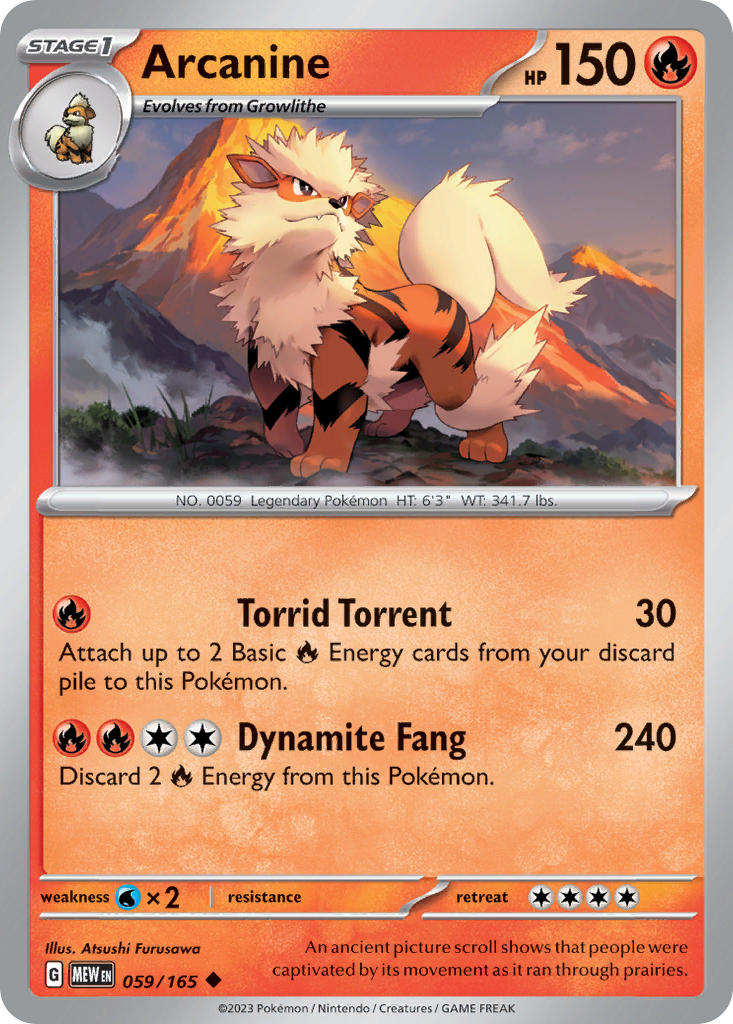 STAGE1
Arcanine
HP 150
Evolves from Growlithe
NO. 0059 Legendary Pokémon HT: 6'3" WT: 341.7 lbs.
Torrid Torrent 30
Attach up to 2 Basic Energy cards from your discard
pile to this Pokémon.
Dynamite Fang 240
Discard 2 Energy from this Pokémon.
weakness ×2 resistance retreat
Illus. Atsushi Furusawa
An ancient picture scroll shows that people were
captivated by its movement as it ran through prairies.
G MEW EN 059/165
©2023 Pokémon / Nintendo / Creatures / GAME FREAK